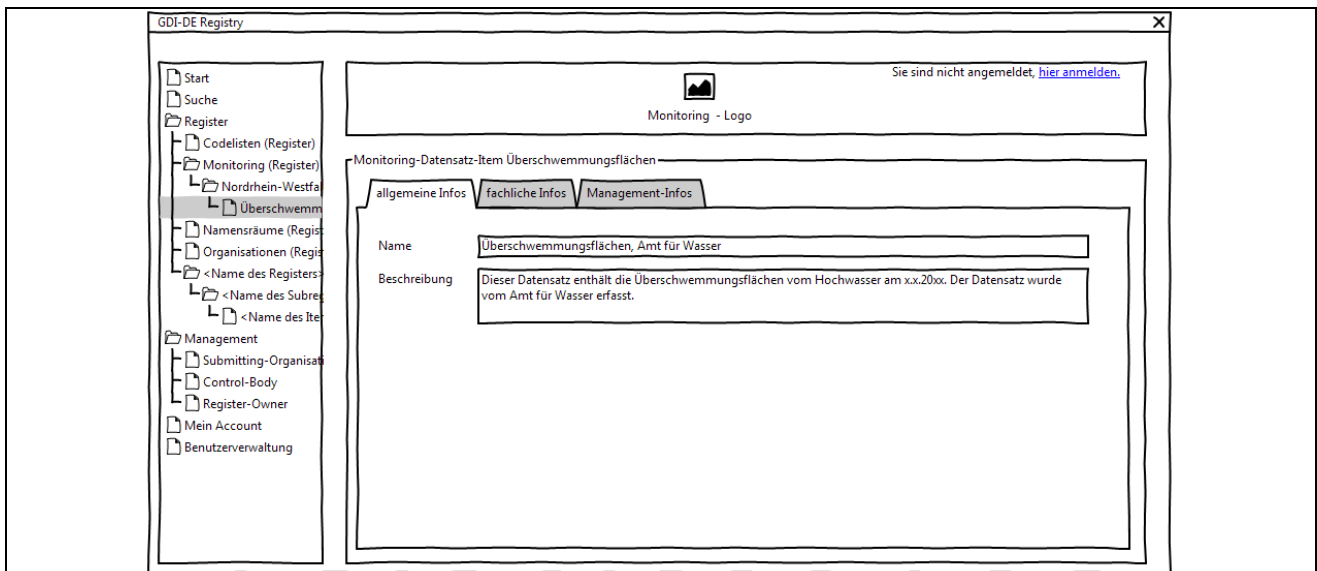 GDI-DE Registry
Start
Suche
Register
Codelisten (Register)
Monitoring (Register)
Nordrhein-Westfal
Überschwemm
Namensräume (Regist
Organisationen (Regis
<Name des Registers>
<Name des Subreg
<Name des Iter
Management
Submitting-Organisati
Control-Body
Register-Owner
Mein Account
Benutzerverwaltung
Sie sind nicht angemeldet, hier anmelden.
Monitoring - Logo
Monitoring-Datensatz-Item Überschwemmungsflächen
allgemeine Infos fachliche Infos Management-Infos
Name Überschwemmungsflächen, Amt für Wasser
Beschreibung Dieser Datensatz enthält die Überschwemmungsflächen vom Hochwasser am x.x.20xx. Der Datensatz wurde
vom Amt für Wasser erfasst.